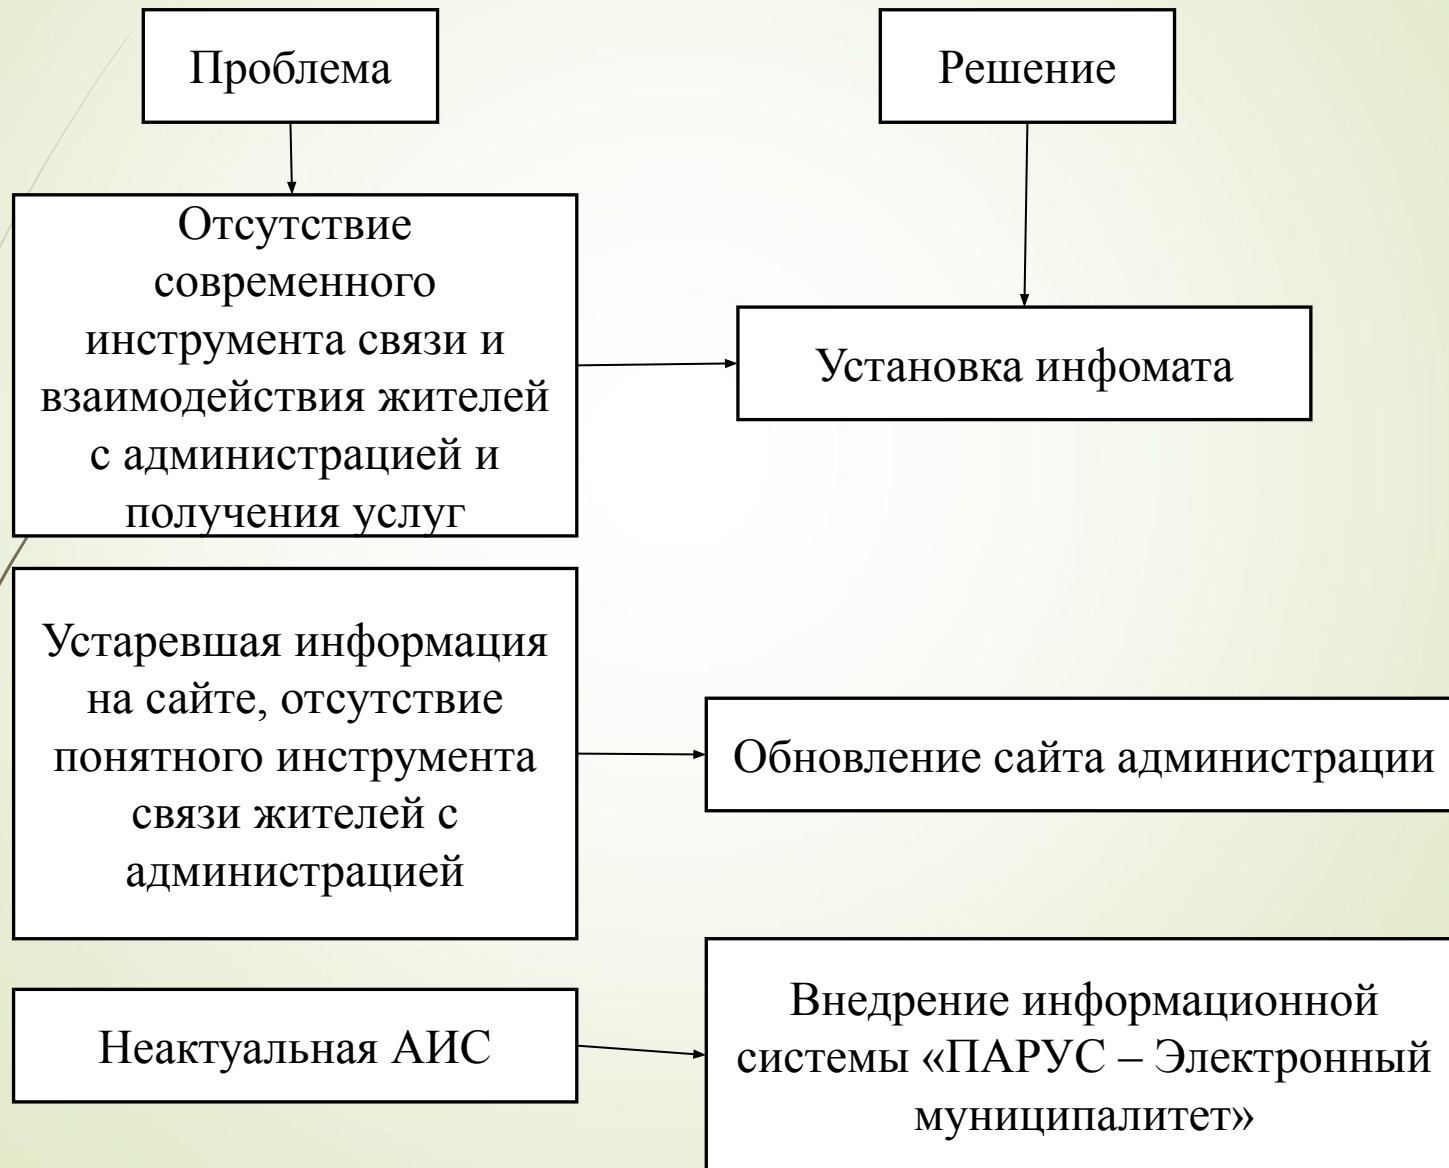 Проблема
Решение
Отсутствие
современного
инструмента связи и
взаимодействия жителей
с администрацией и
получения услуг
Установка инфомата
Устаревшая информация
на сайте, отсутствие
понятного инструмента
связи жителей с
администрацией
Обновление сайта администрации
Неактуальная АИС
Внедрение информационной
системы «ПАРУС – Электронный
муниципалитет»